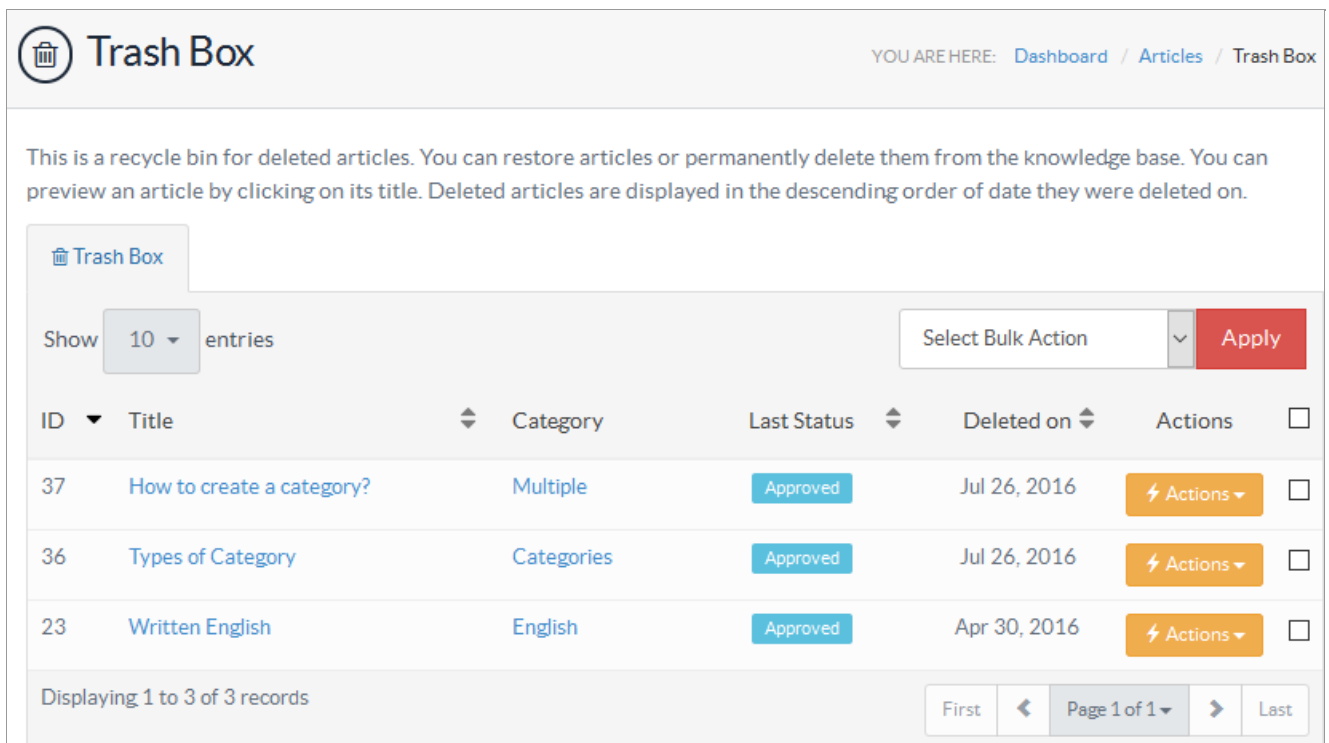 Trash Box
YOU ARE HERE: Dashboard / Articles / Trash Box
This is a recycle bin for deleted articles. You can restore articles or permanently delete them from the knowledge base. You can
preview an article by clicking on its title. Deleted articles are displayed in the descending order of date they were deleted on.
Trash Box
Show 10 entries
Select Bulk Action Apply
ID Title Category Last Status Deleted on Actions
37 How to create a category? Multiple Approved Jul 26, 2016 Actions
36 Types of Category Categories Approved Jul 26, 2016 Actions
23 Written English English Approved Apr 30, 2016 Actions
Displaying 1 to 3 of 3 records
First Page 1 of 1 Last